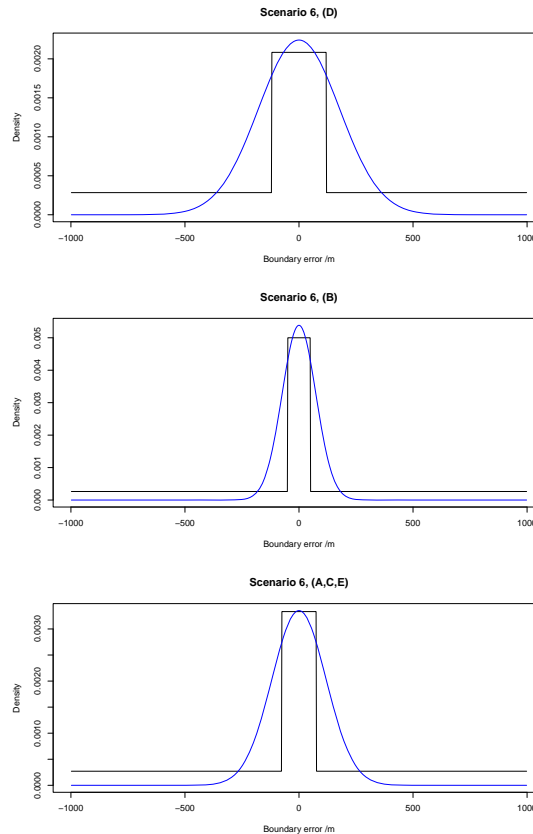 Scenario 6, (D)
Density
0.0020
0.0015
0.0010
0.0005
0.0000
−1000 −500 0 500 1000
Boundary error /m
Scenario 6, (B)
Density
0.005
0.004
0.003
0.002
0.001
0.000
−1000 −500 0 500 1000
Boundary error /m
Scenario 6, (A,C,E)
Density
0.0030
0.0020
0.0010
0.0000
−1000 −500 0 500 1000
Boundary error /m